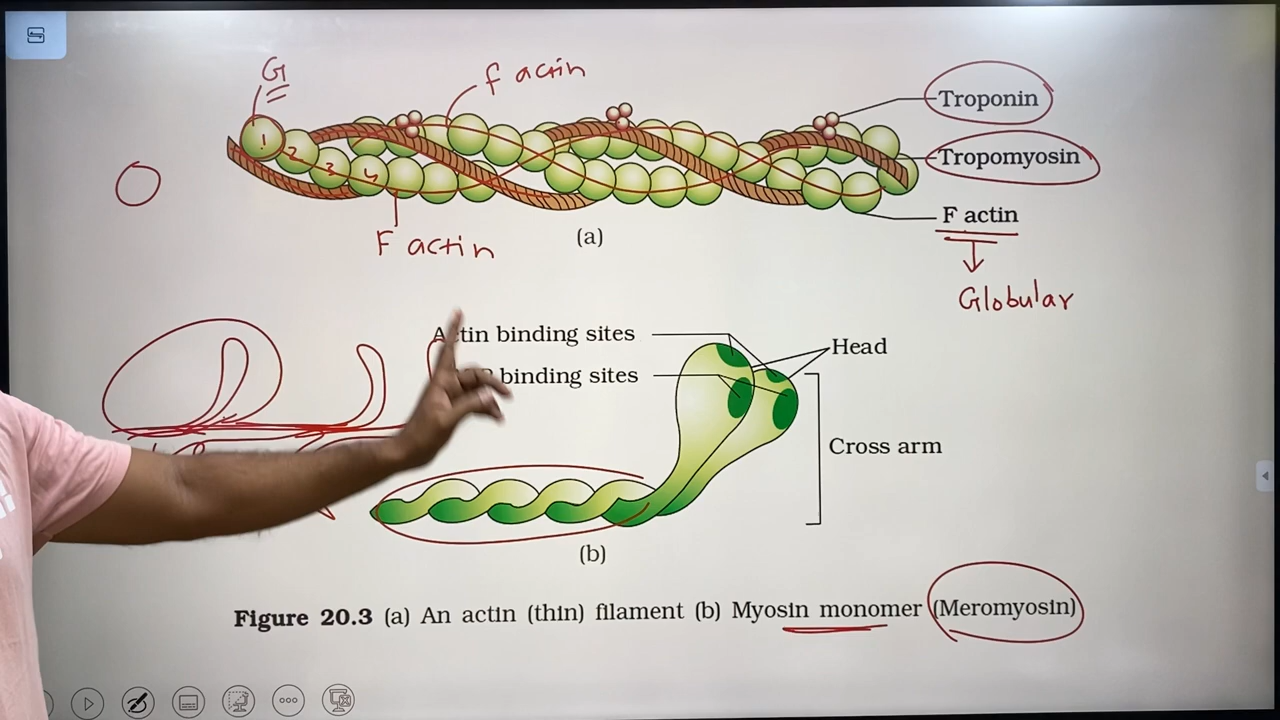 G
f actin
Troponin
1 2 3 4
Tropomyosin
F actin
F actin
(a)
Globular
Actin binding sites
Head
binding sites
Cross arm
(b)
Figure 20.3 (a) An actin (thin) filament (b) Myosin monomer (Meromyosin)